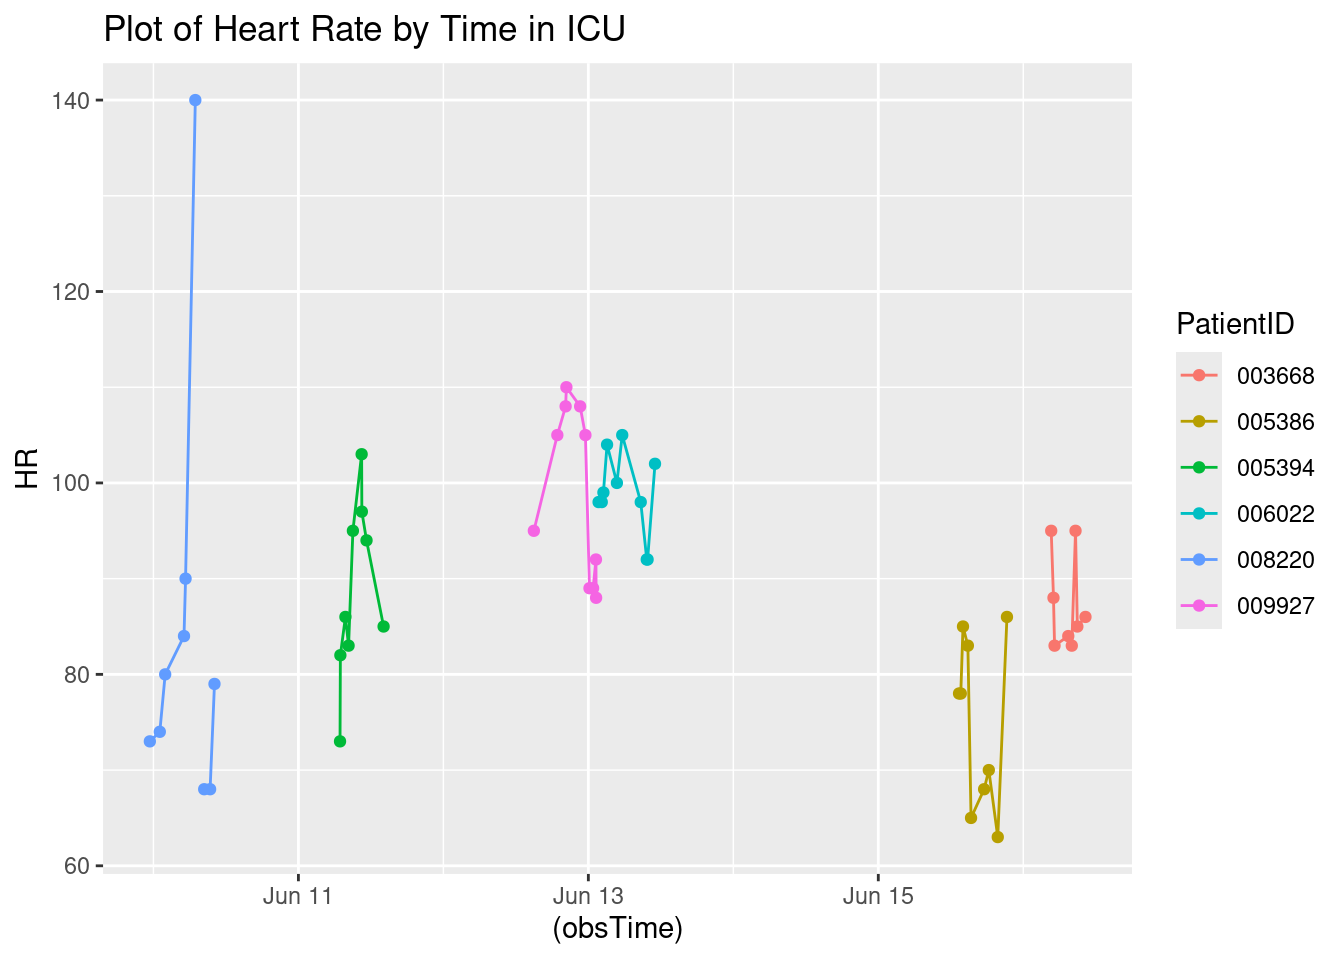 Plot of Heart Rate by Time in ICU
140
120
100
80
60
HR
Jun 11
Jun 13
Jun 15
(obsTime)
PatientID
003668
005386
005394
006022
008220
009927